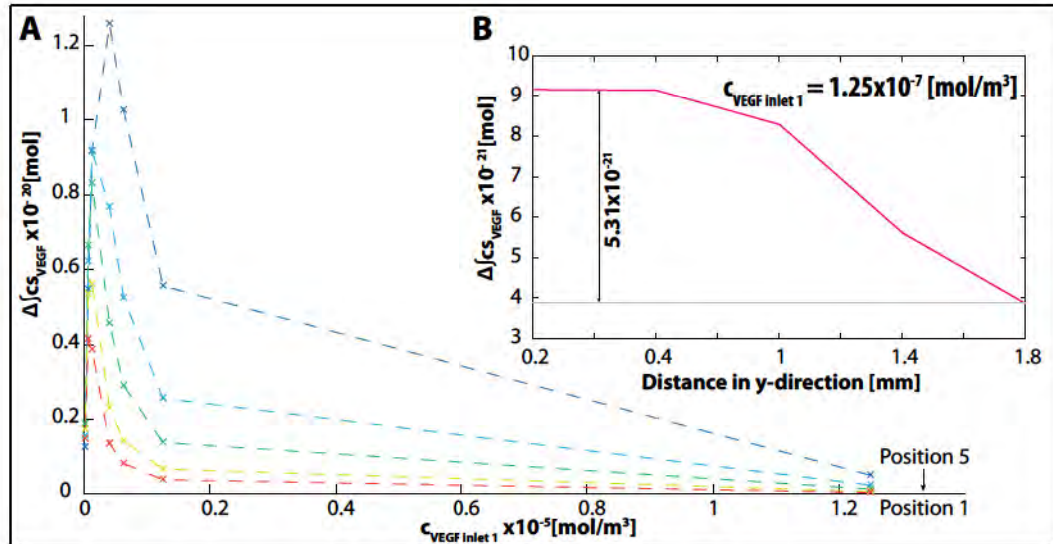 A
1.2
1
0.8
0.6
0.4
0.2
0
Δ∫cs_VEGF x10^-20 [mol]
0 0.2 0.4 0.6 0.8 1 1.2
c_VEGF inlet 1 x10^-5 [mol/m³]
Position 5
Position 1
B
10
9
8
7
6
5
4
3
Δ∫cs_VEGF x10^-21 [mol]
c_VEGF inlet 1 = 1.25x10^-7 [mol/m³]
5.31x10^-21
0.2 0.4 1 1.4 1.8
Distance in y-direction [mm]